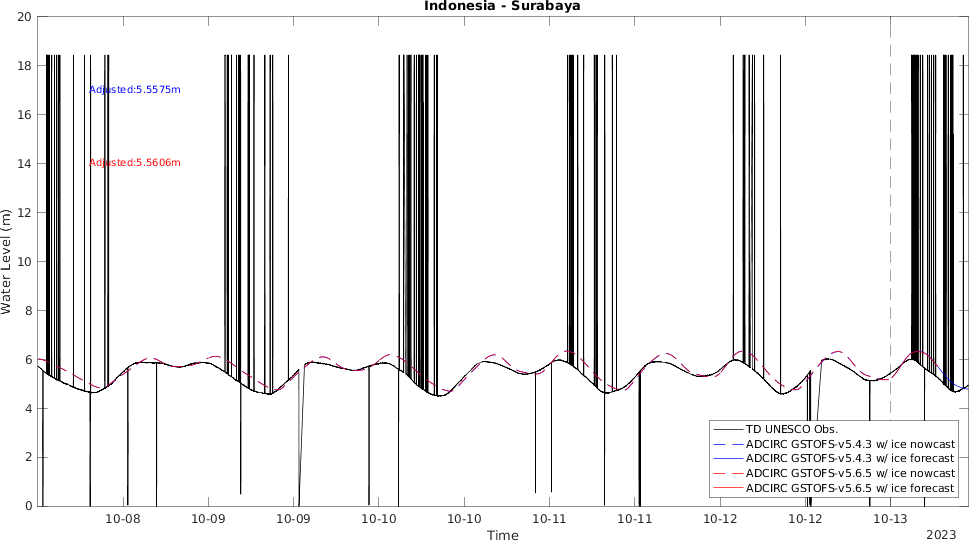 Indonesia - Surabaya
20
18
16
14
12
10
8
6
4
2
0
Water Level (m)
Adjusted:5.5575m
Adjusted:5.5606m
TD UNESCO Obs.
ADCIRC GSTOFS-v5.4.3 w/ ice nowcast
ADCIRC GSTOFS-v5.4.3 w/ ice forecast
ADCIRC GSTOFS-v5.6.5 w/ ice nowcast
ADCIRC GSTOFS-v5.6.5 w/ ice forecast
10-08 10-09 10-09 10-10 10-10 10-11 10-11 10-12 10-12 10-13
Time
2023